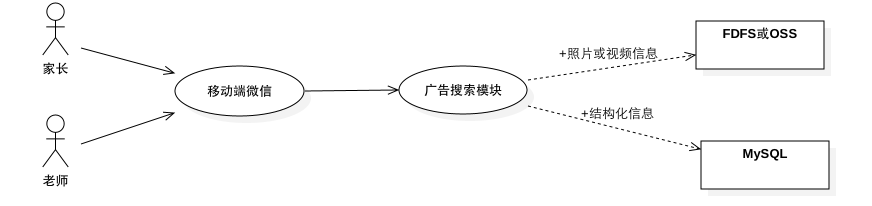 家长
老师
移动端微信
广告搜索模块
+照片或视频信息
+结构化信息
FDFS或OSS
MySQL